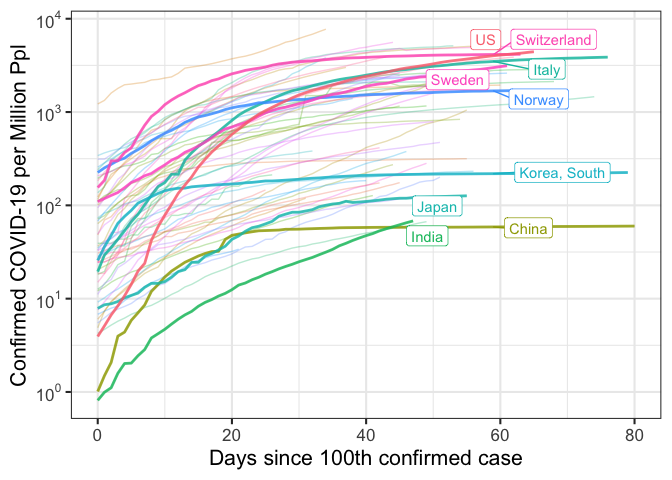 Confirmed COVID-19 per Million Ppl
10⁴
10³
10²
10¹
10⁰
US
Switzerland
Italy
Sweden
Norway
Korea, South
Japan
China
India
0
20
40
60
80
Days since 100th confirmed case